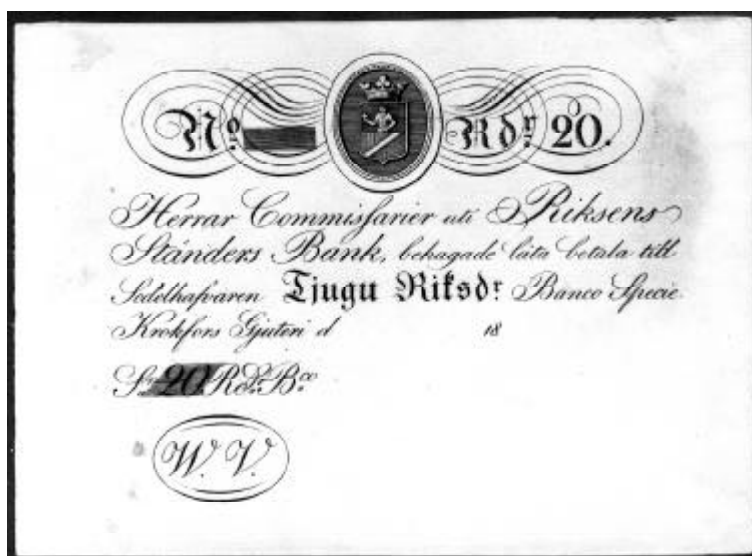 No Rdr 20.
Herrar Commissarier uti Riksens
Ständers Bank, behagade låta betala till
Sedelhafvaren Tjugu Riksdr Banco Specie.
Krokfors Gjuteri d 18
Sa 20 Rdr Bco
W. V.